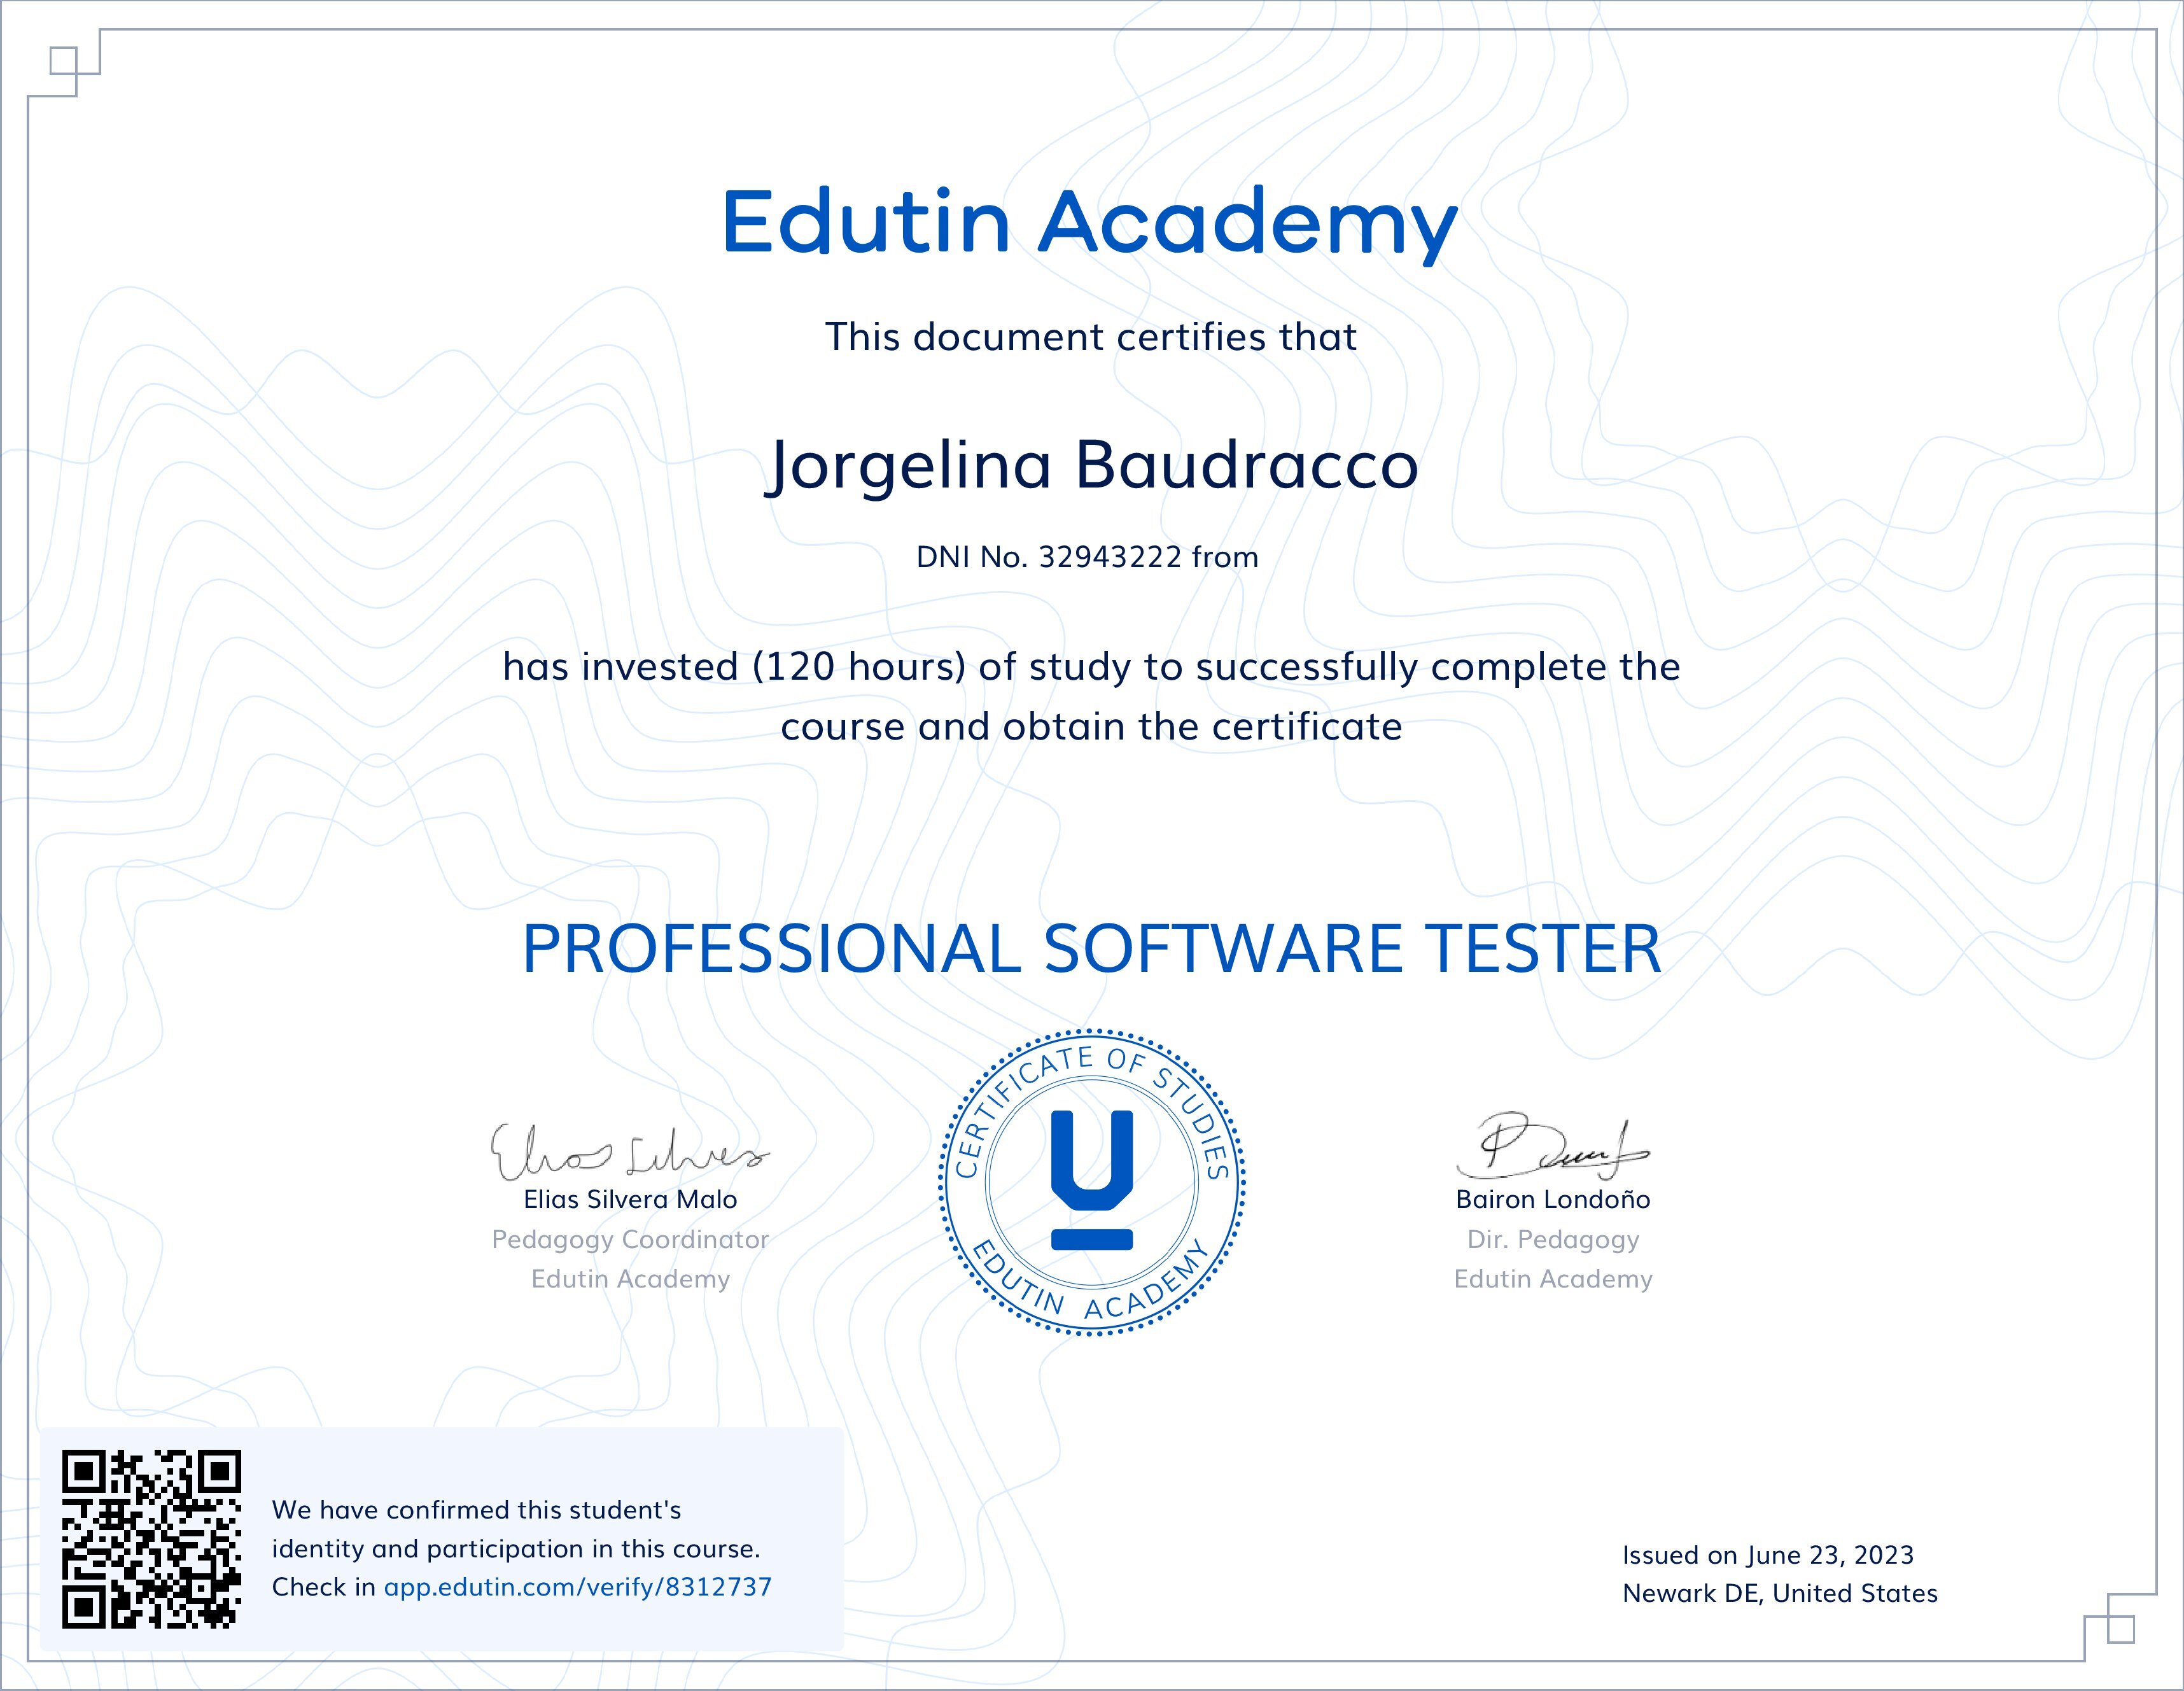 Edutin Academy
This document certifies that
Jorgelina Baudracco
DNI No. 32943222 from
has invested (120 hours) of study to successfully complete the
course and obtain the certificate
PROFESSIONAL SOFTWARE TESTER
CERTIFICATE OF STUDIES
EDUTIN ACADEMY
Elias Silvera Malo
Pedagogy Coordinator
Edutin Academy
Bairon Londoño
Dir. Pedagogy
Edutin Academy
We have confirmed this student's
identity and participation in this course.
Check in app.edutin.com/verify/8312737
Issued on June 23, 2023
Newark DE, United States